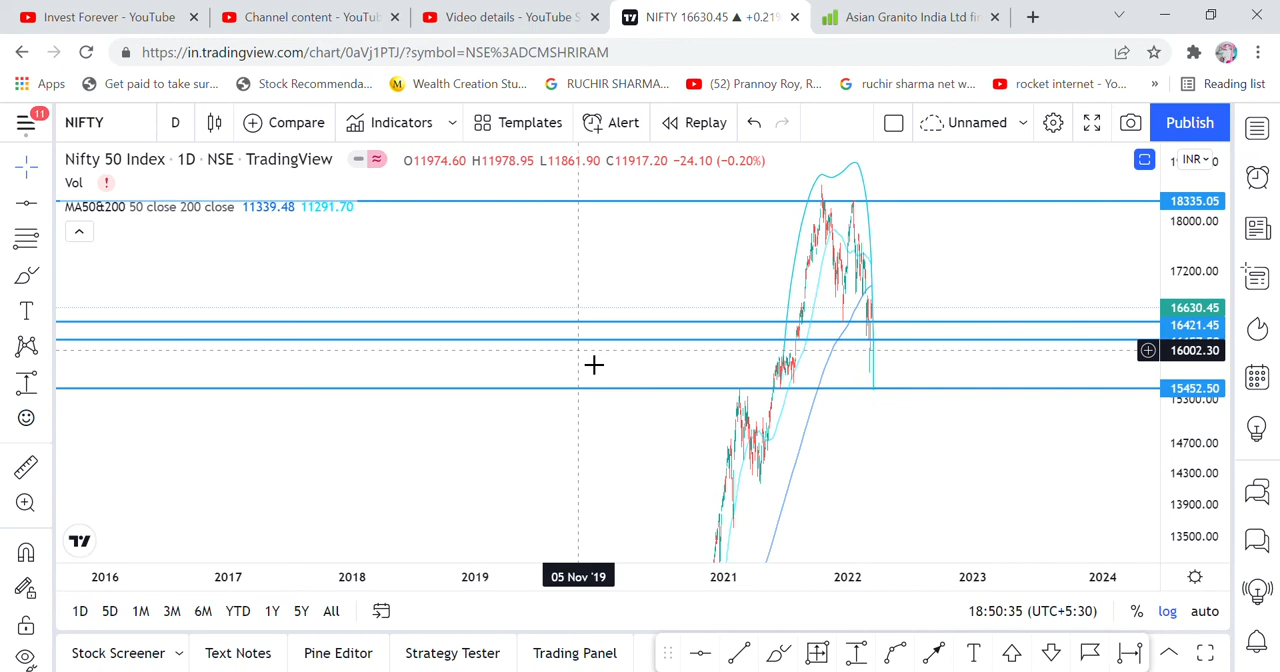 Invest Forever - YouTube
Channel content - YouTub
Video details - YouTube S
NIFTY 16630.45 ▲ +0.21%
Asian Granito India Ltd fin
https://in.tradingview.com/chart/0aVj1PTJ/?symbol=NSE%3ADCMSHRIRAM
Apps
Get paid to take sur...
Stock Recommenda...
Wealth Creation Stu...
RUCHIR SHARMA...
(52) Prannoy Roy, R...
ruchir sharma net w...
rocket internet - Yo...
»
Reading list
11
NIFTY
D
Compare
Indicators
Templates
Alert
Replay
Unnamed
Publish
Nifty 50 Index · 1D · NSE · TradingView
O11974.60 H11978.95 L11861.90 C11917.20 −24.10 (−0.20%)
INR
Vol
MA50&200 50 close 200 close 11339.48 11291.70
18335.05
18000.00
17200.00
16630.45
16421.45
16002.30
15452.50
14700.00
14300.00
13900.00
13500.00
2016
2017
2018
2019
05 Nov '19
2021
2022
2023
2024
1D 5D 1M 3M 6M YTD 1Y 5Y All
18:50:35 (UTC+5:30)
% log auto
Stock Screener
Text Notes
Pine Editor
Strategy Tester
Trading Panel